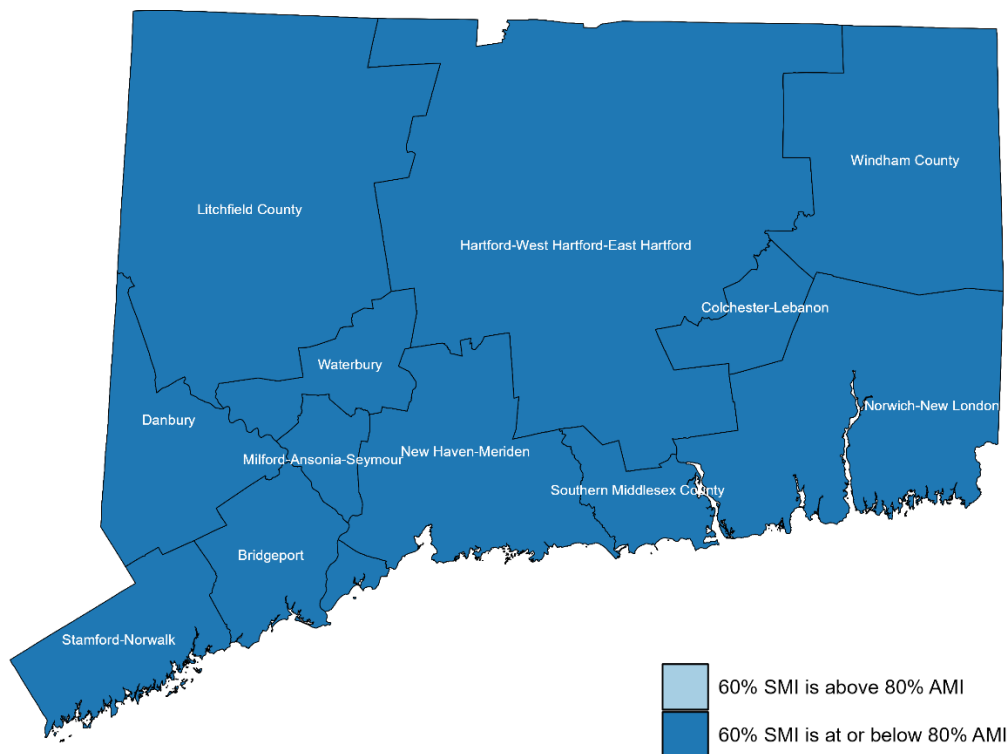 Windham County
Litchfield County
Hartford-West Hartford-East Hartford
Colchester-Lebanon
Waterbury
Norwich-New London
Danbury
New Haven-Meriden
Milford-Ansonia-Seymour
Southern Middlesex County
Bridgeport
Stamford-Norwalk
60% SMI is above 80% AMI
60% SMI is at or below 80% AMI